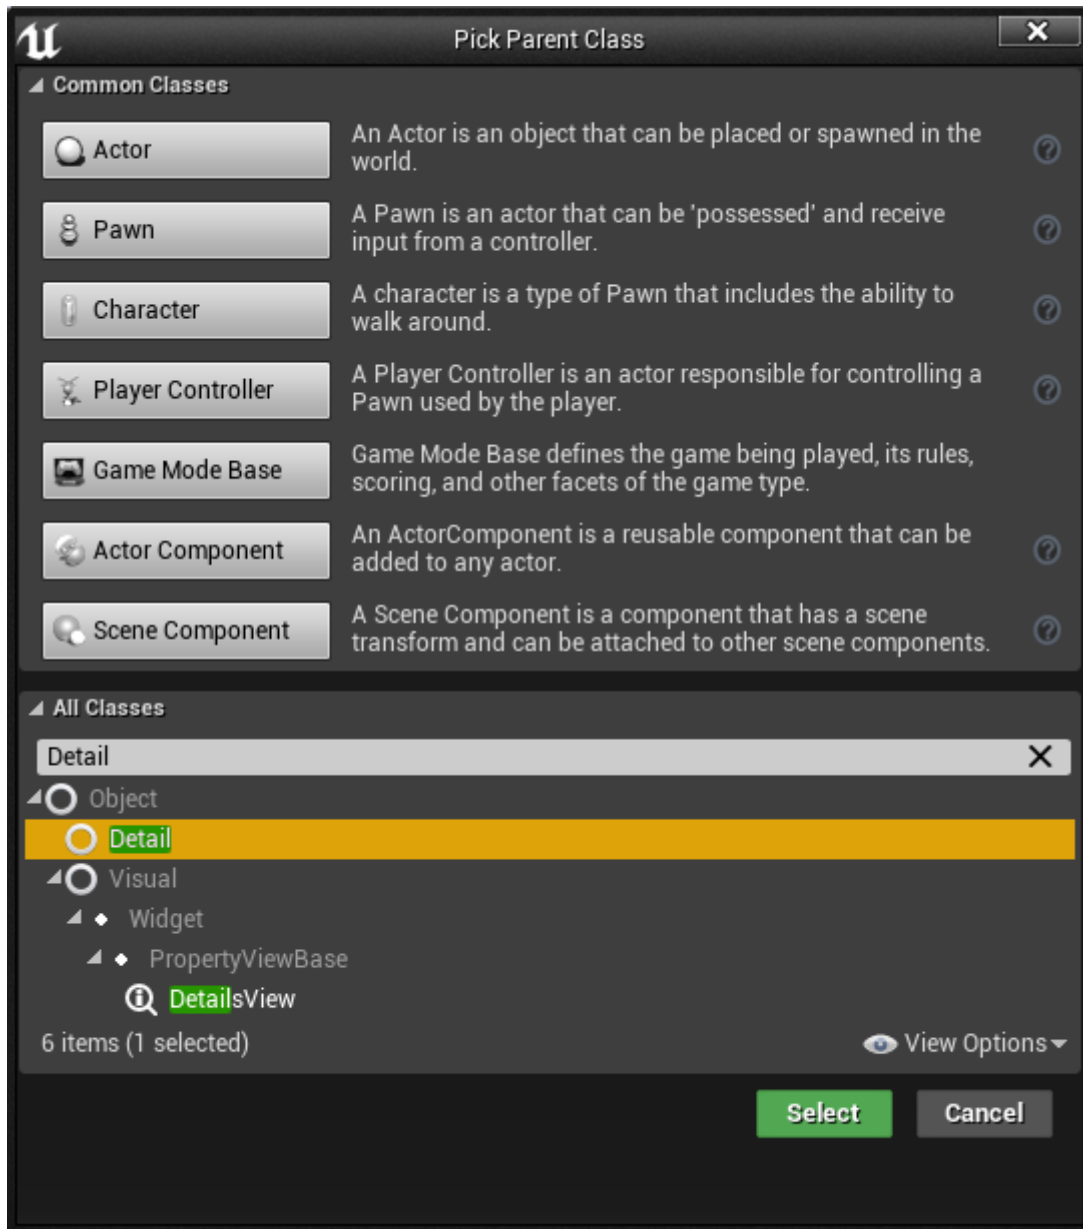 Pick Parent Class
Common Classes
Actor
An Actor is an object that can be placed or spawned in the
world.
Pawn
A Pawn is an actor that can be 'possessed' and receive
input from a controller.
Character
A character is a type of Pawn that includes the ability to
walk around.
Player Controller
A Player Controller is an actor responsible for controlling a
Pawn used by the player.
Game Mode Base
Game Mode Base defines the game being played, its rules,
scoring, and other facets of the game type.
Actor Component
An ActorComponent is a reusable component that can be
added to any actor.
Scene Component
A Scene Component is a component that has a scene
transform and can be attached to other scene components.
All Classes
Detail
Object
Detail
Visual
Widget
PropertyViewBase
DetailsView
6 items (1 selected)
View Options
Select
Cancel